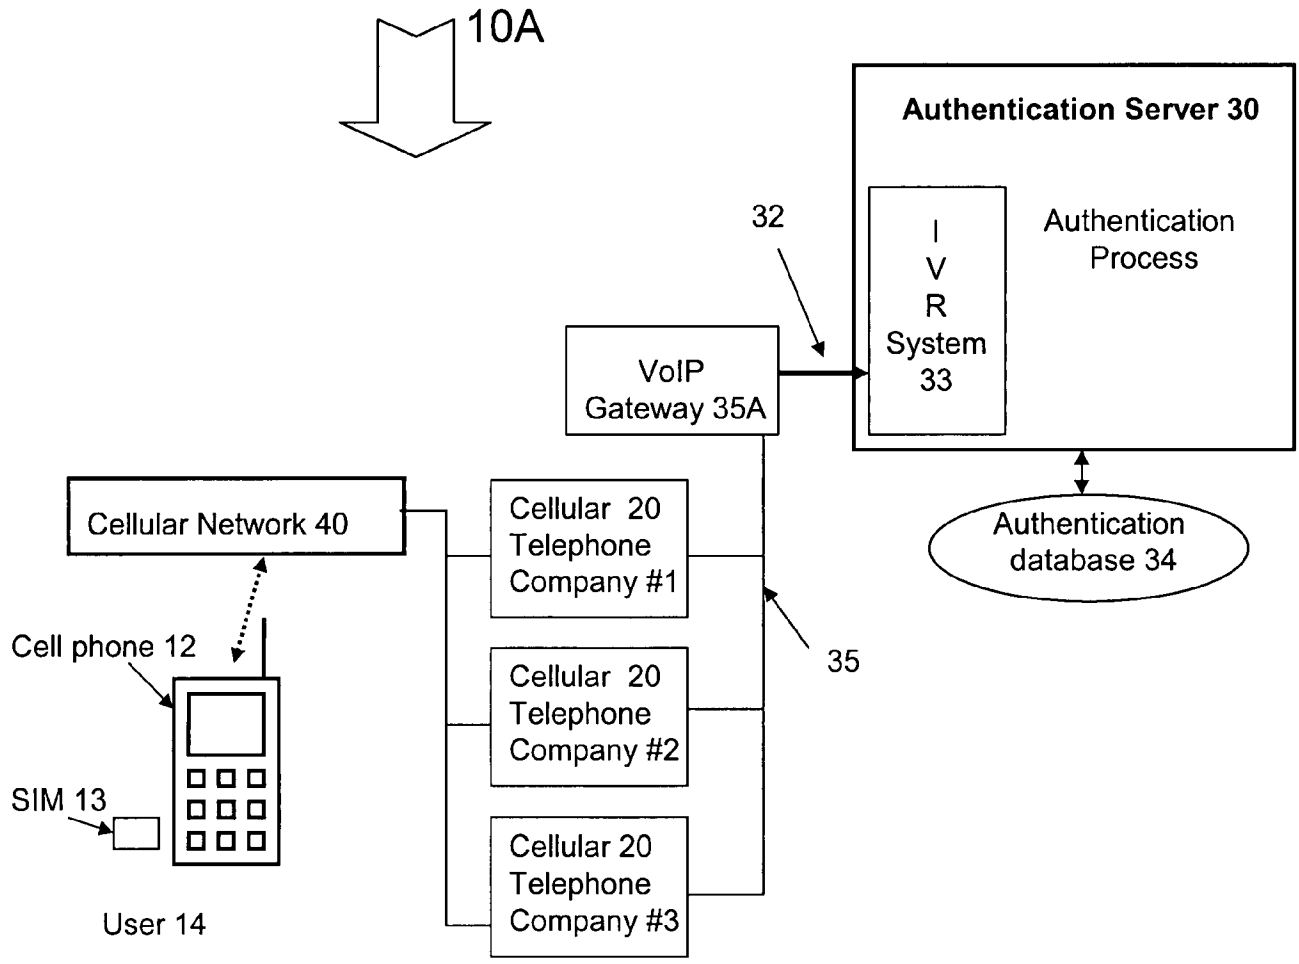 10A
Authentication Server 30
I
V
R
System
33
Authentication
Process
32
VoIP
Gateway 35A
Cellular Network 40
Cellular 20
Telephone
Company #1
Authentication
database 34
Cell phone 12
35
Cellular 20
Telephone
Company #2
SIM 13
Cellular 20
Telephone
Company #3
User 14